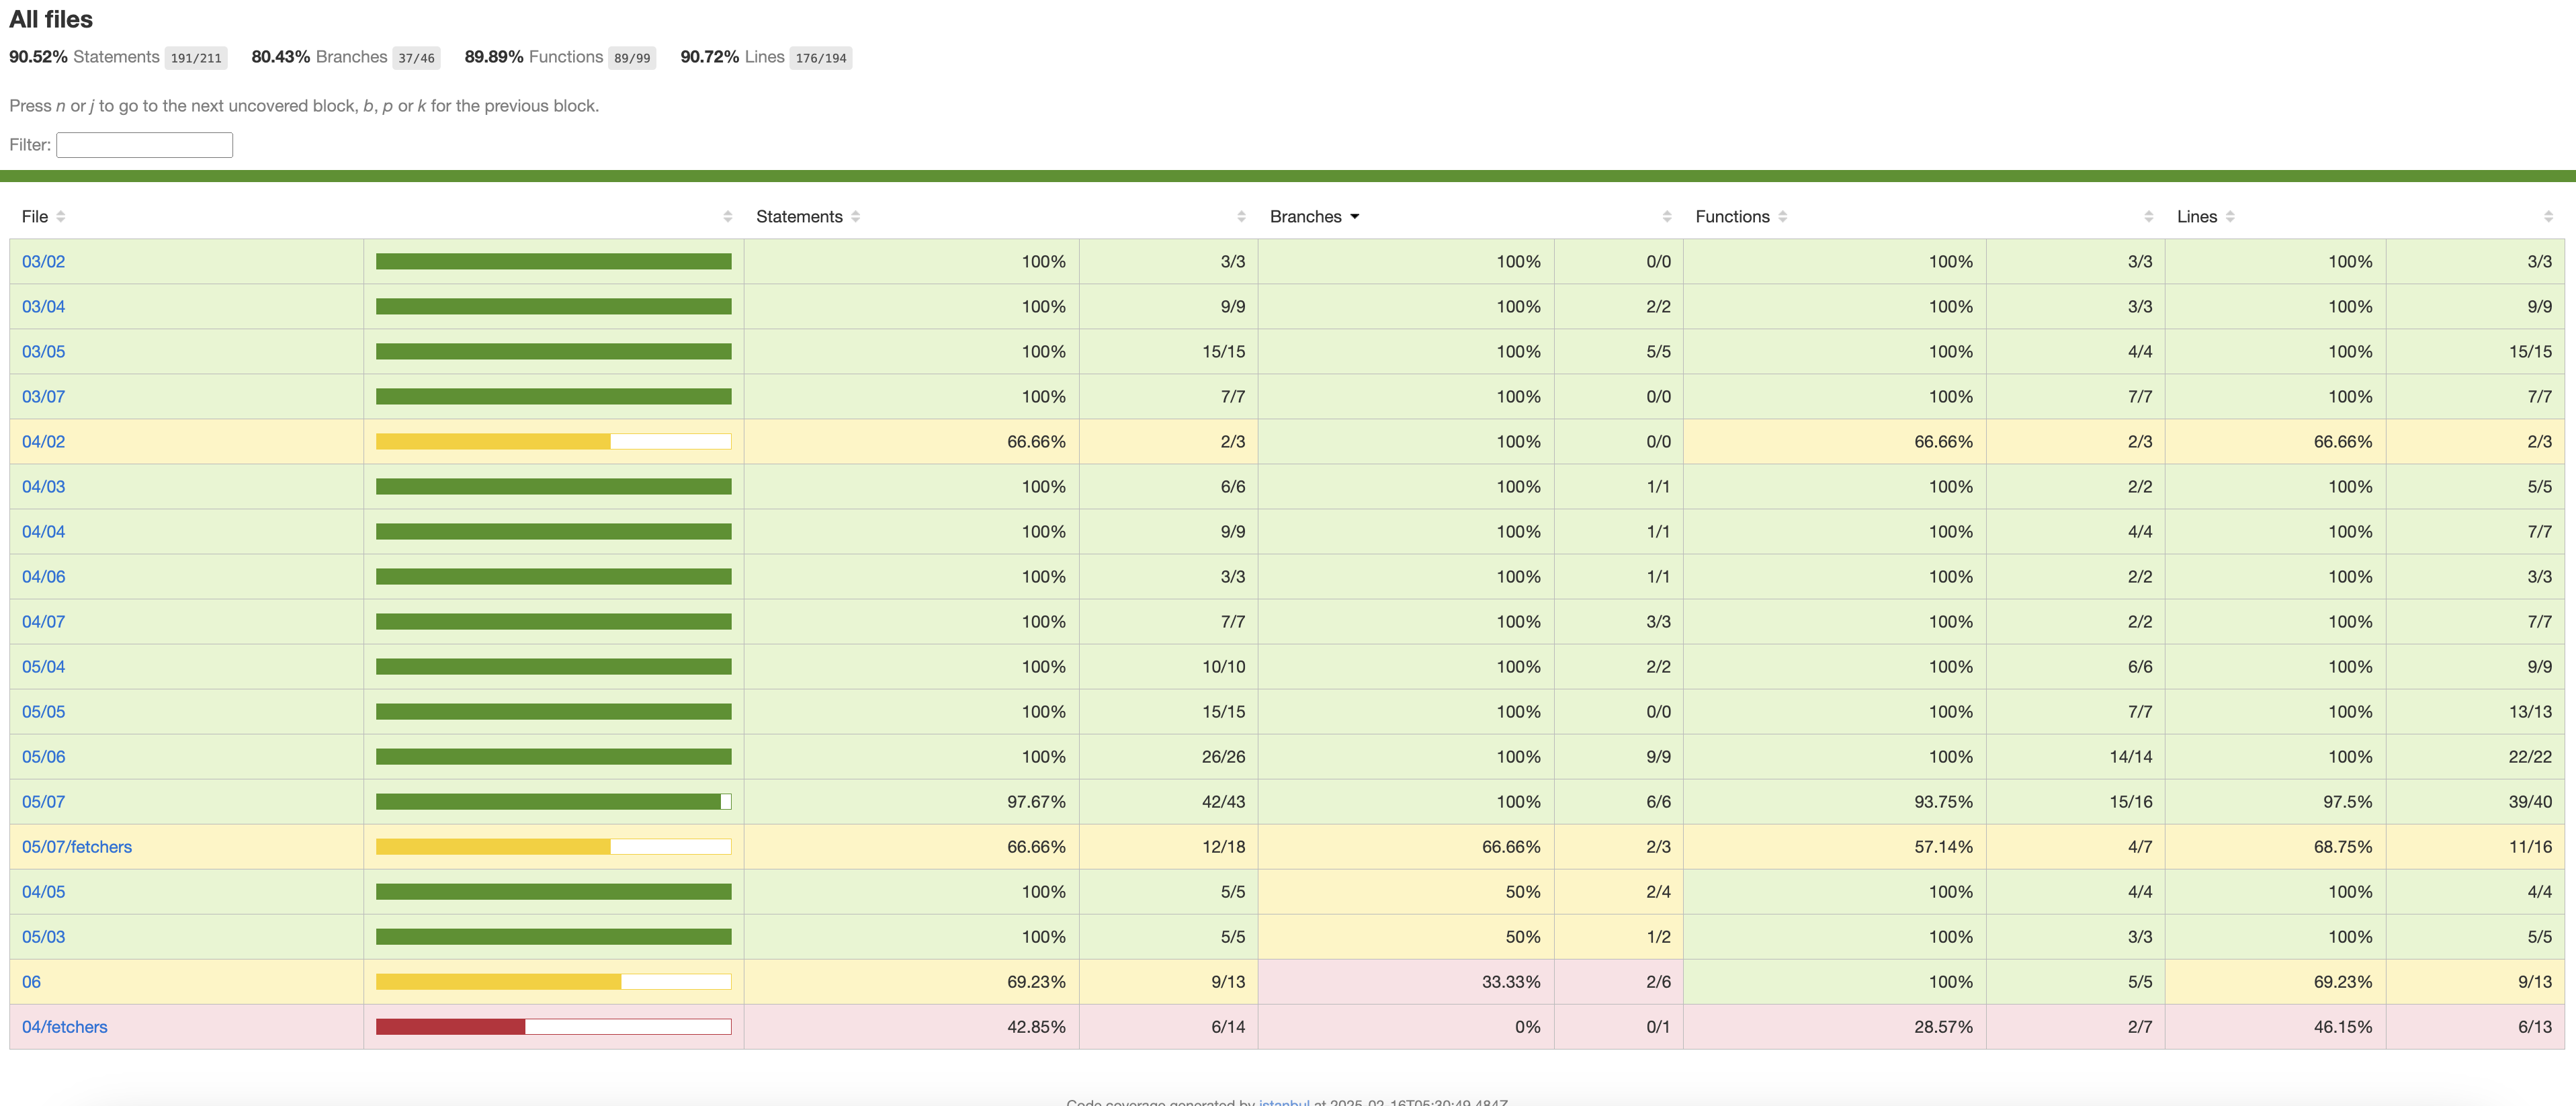 All files
90.52% Statements 191/211 80.43% Branches 37/46 89.89% Functions 89/99 90.72% Lines 176/194
Press n or j to go to the next uncovered block, b, p or k for the previous block.
Filter:
File Statements Branches Functions Lines
03/02 100% 3/3 100% 0/0 100% 3/3 100% 3/3
03/04 100% 9/9 100% 2/2 100% 3/3 100% 9/9
03/05 100% 15/15 100% 5/5 100% 4/4 100% 15/15
03/07 100% 7/7 100% 0/0 100% 7/7 100% 7/7
04/02 66.66% 2/3 100% 0/0 66.66% 2/3 66.66% 2/3
04/03 100% 6/6 100% 1/1 100% 2/2 100% 5/5
04/04 100% 9/9 100% 1/1 100% 4/4 100% 7/7
04/06 100% 3/3 100% 1/1 100% 2/2 100% 3/3
04/07 100% 7/7 100% 3/3 100% 2/2 100% 7/7
05/04 100% 10/10 100% 2/2 100% 6/6 100% 9/9
05/05 100% 15/15 100% 0/0 100% 7/7 100% 13/13
05/06 100% 26/26 100% 9/9 100% 14/14 100% 22/22
05/07 97.67% 42/43 100% 6/6 93.75% 15/16 97.5% 39/40
05/07/fetchers 66.66% 12/18 66.66% 2/3 57.14% 4/7 68.75% 11/16
04/05 100% 5/5 50% 2/4 100% 4/4 100% 4/4
05/03 100% 5/5 50% 1/2 100% 3/3 100% 5/5
06 69.23% 9/13 33.33% 2/6 100% 5/5 69.23% 9/13
04/fetchers 42.85% 6/14 0% 0/1 28.57% 2/7 46.15% 6/13
Code coverage generated by istanbul at 2025-02-16T05:30:49.484Z